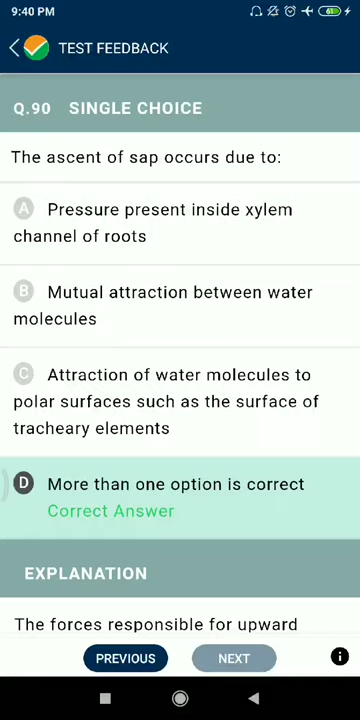 9:40 PM
61
TEST FEEDBACK
Q.90 SINGLE CHOICE
The ascent of sap occurs due to:
A Pressure present inside xylem
channel of roots
B Mutual attraction between water
molecules
C Attraction of water molecules to
polar surfaces such as the surface of
tracheary elements
D More than one option is correct
Correct Answer
EXPLANATION
The forces responsible for upward
PREVIOUS NEXT